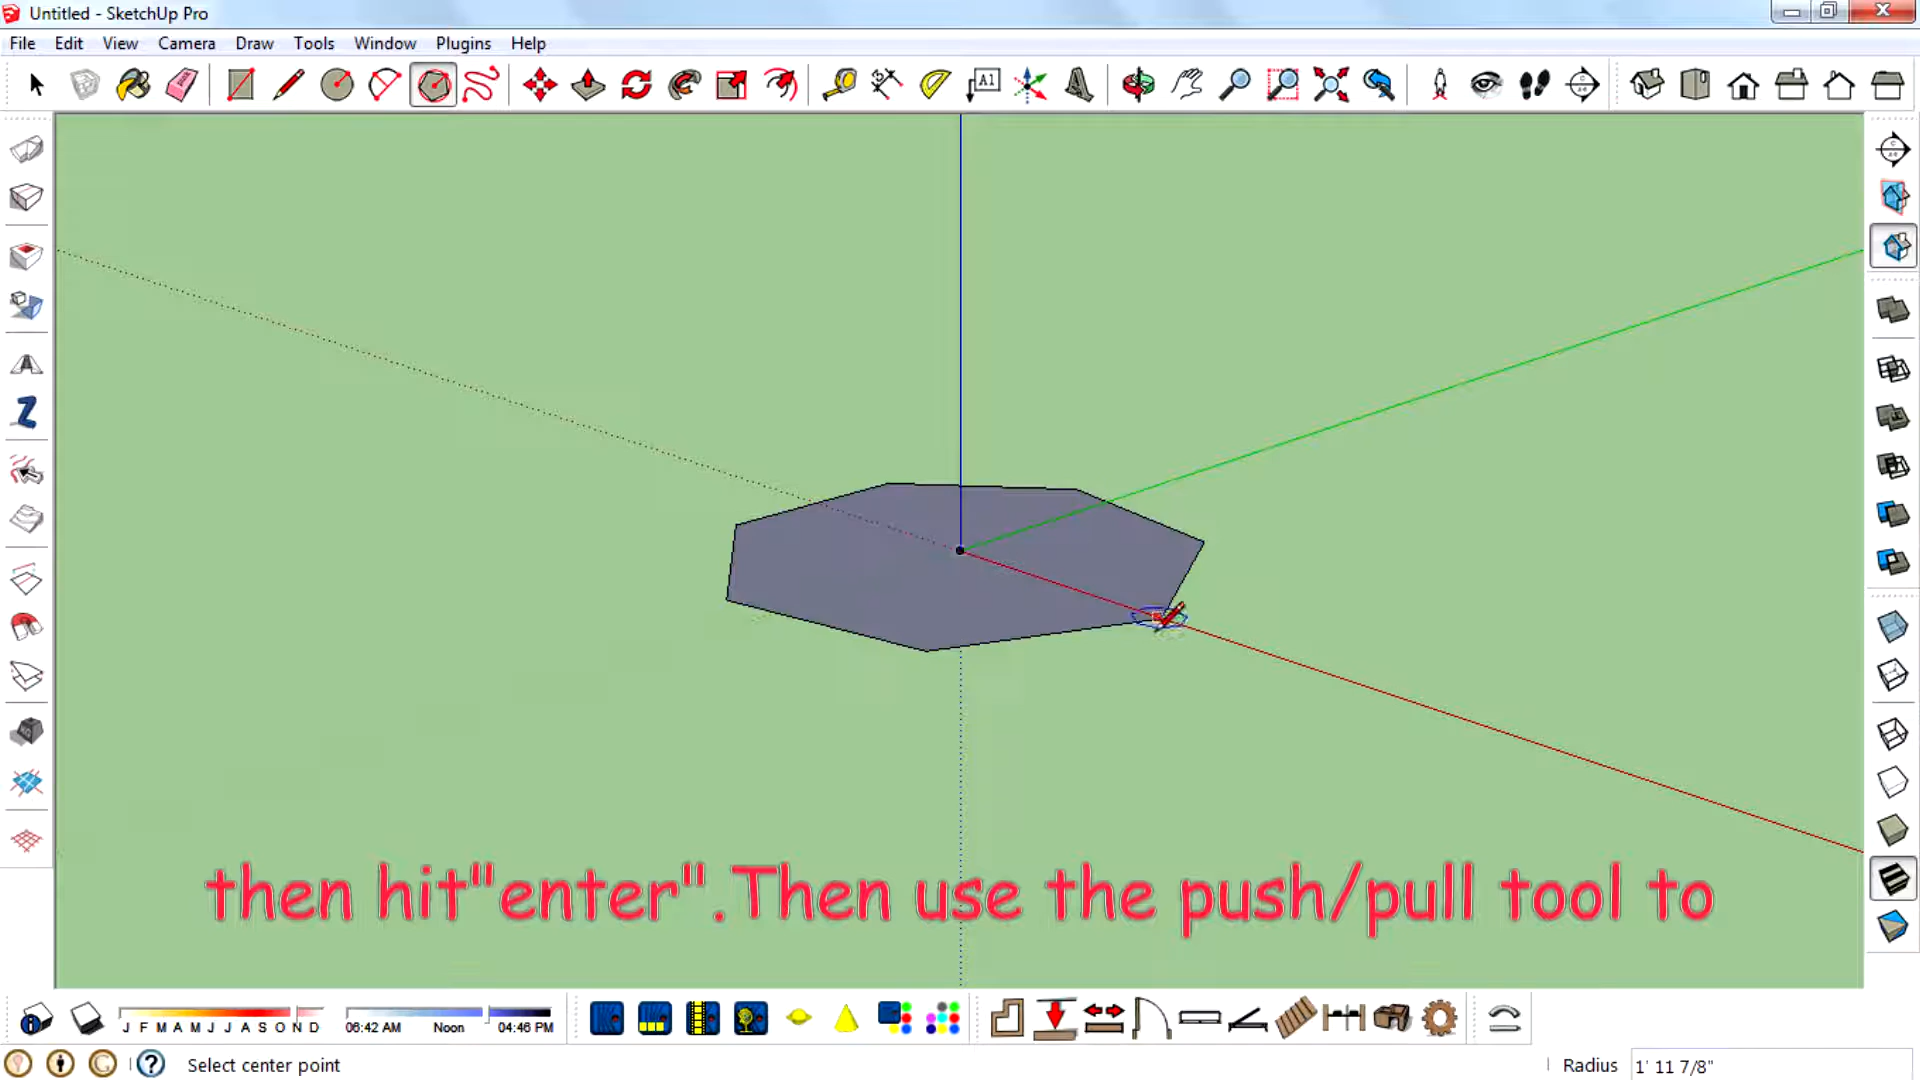 Untitled - SketchUp Pro
File Edit View Camera Draw Tools Window Plugins Help
A1
then hit"enter".Then use the push/pull tool to
J F M A M J J A S O N D 06:42 AM Noon 04:46 PM
Select center point Radius 1' 11 7/8"